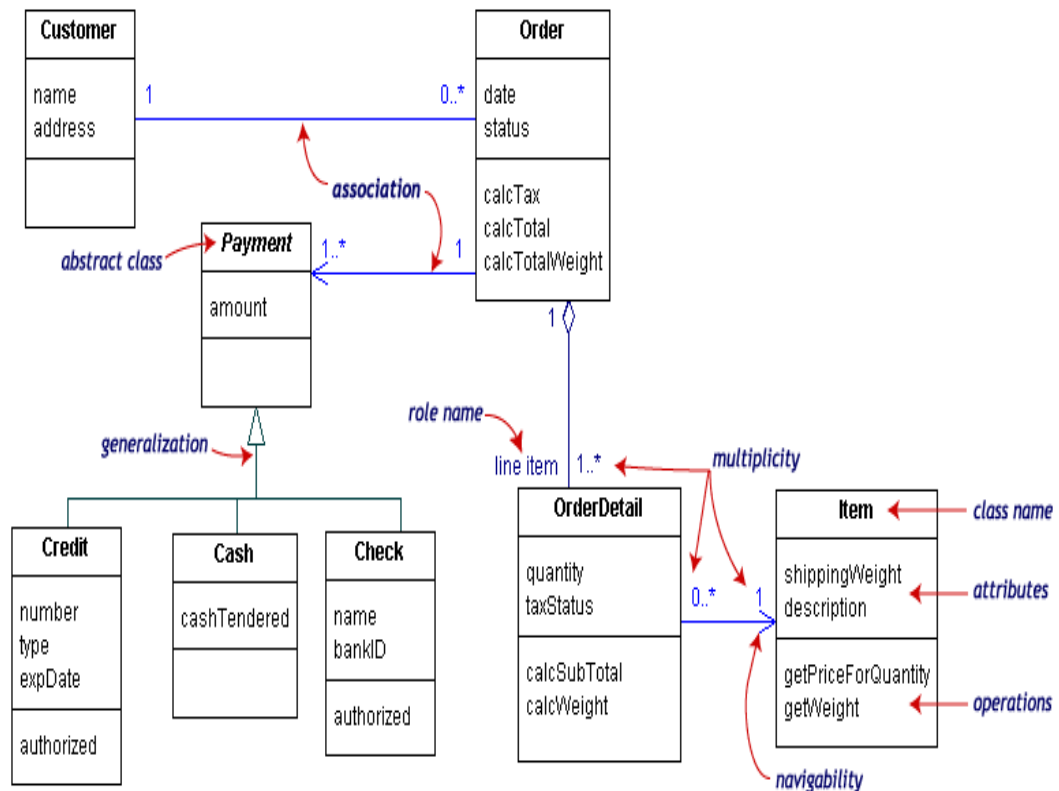 Customer
name
address
Order
date
status
calcTax
calcTotal
calcTotalWeight
1
0..*
association
abstract class
Payment
amount
1..*
1
1
generalization
role name
line item
1..*
multiplicity
Credit
number
type
expDate
authorized
Cash
cashTendered
Check
name
bankID
authorized
OrderDetail
quantity
taxStatus
calcSubTotal
calcWeight
0..*
1
Item
shippingWeight
description
getPriceForQuantity
getWeight
class name
attributes
operations
navigability